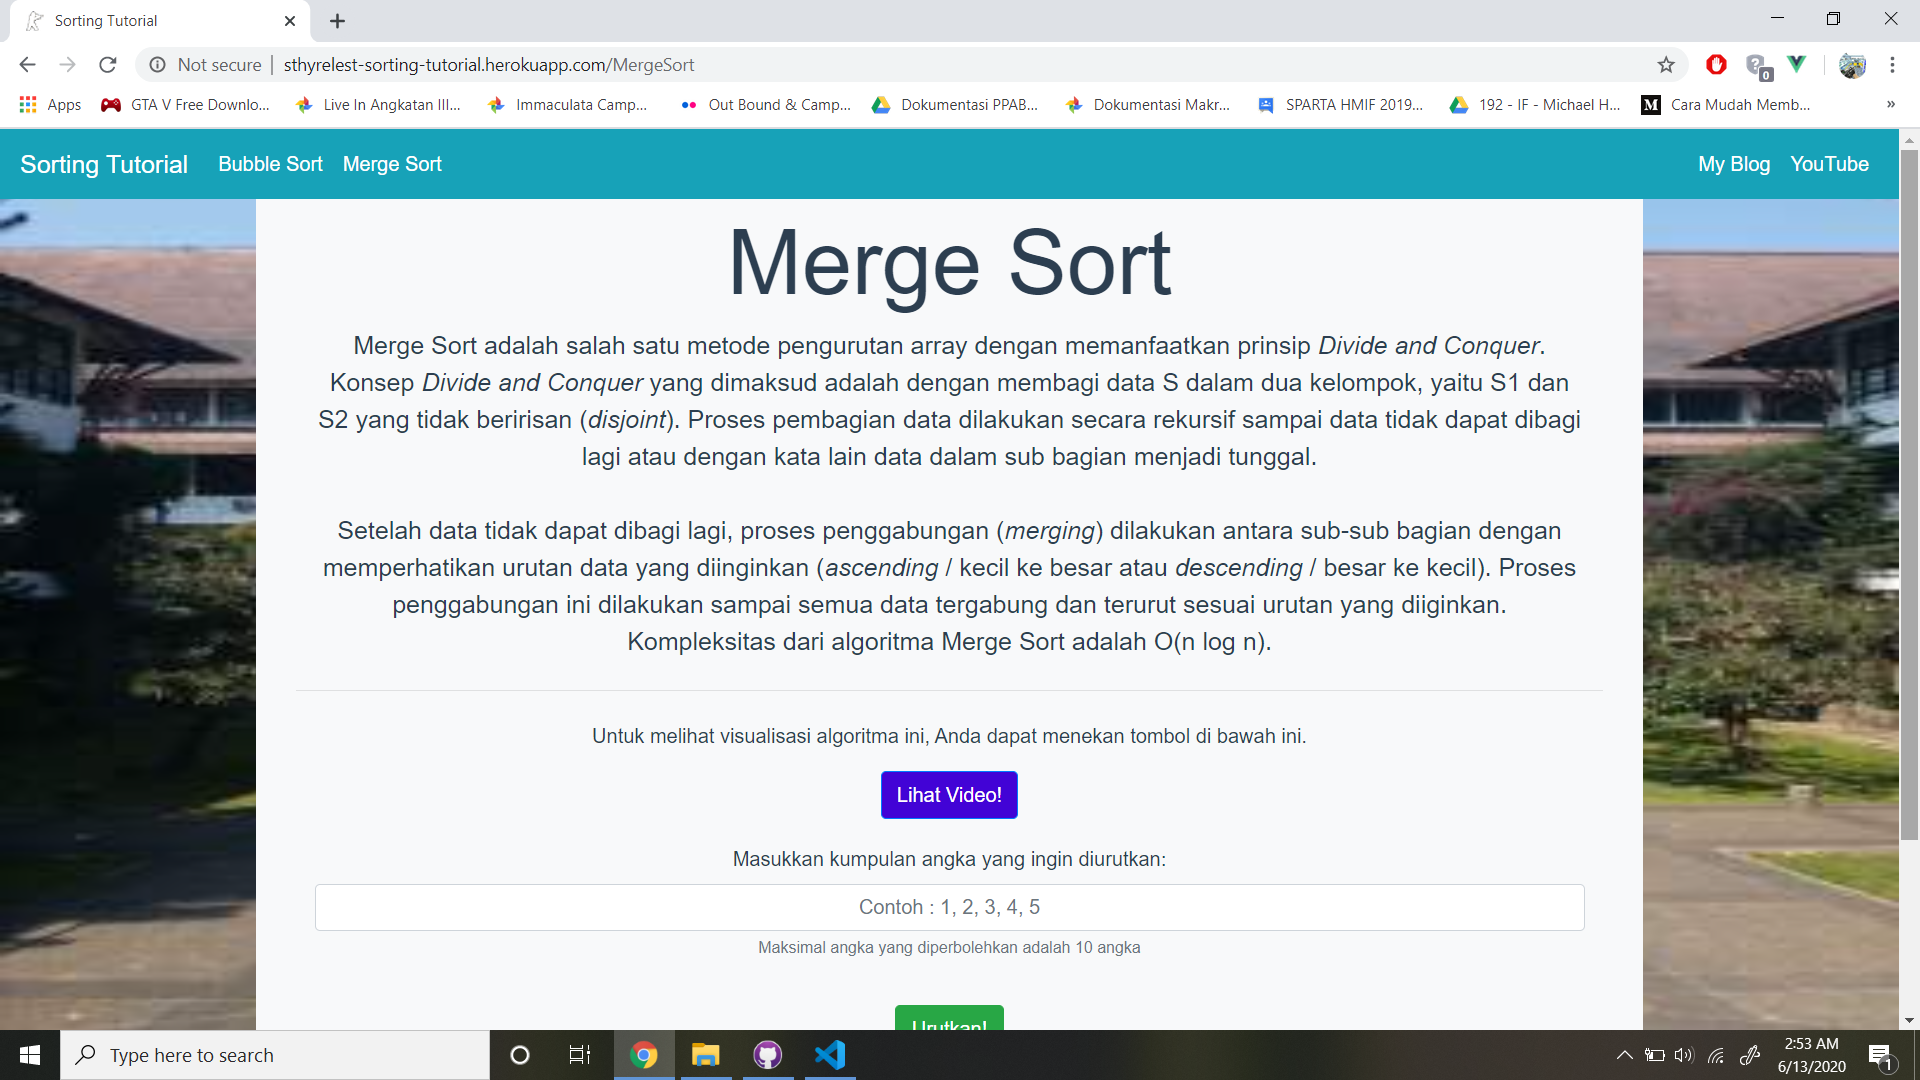 Sorting Tutorial
Not secure
sthyrelest-sorting-tutorial.herokuapp.com/MergeSort
0
Apps
GTA V Free Downlo...
Live In Angkatan III...
Immaculata Camp...
Out Bound & Camp...
Dokumentasi PPAB...
Dokumentasi Makr...
SPARTA HMIF 2019...
192 - IF - Michael H...
M
Cara Mudah Memb...
»
Sorting Tutorial
Bubble Sort
Merge Sort
My Blog
YouTube
Merge Sort
Merge Sort adalah salah satu metode pengurutan array dengan memanfaatkan prinsip Divide and Conquer.
Konsep Divide and Conquer yang dimaksud adalah dengan membagi data S dalam dua kelompok, yaitu S1 dan
S2 yang tidak beririsan (disjoint). Proses pembagian data dilakukan secara rekursif sampai data tidak dapat dibagi
lagi atau dengan kata lain data dalam sub bagian menjadi tunggal.
Setelah data tidak dapat dibagi lagi, proses penggabungan (merging) dilakukan antara sub-sub bagian dengan
memperhatikan urutan data yang diinginkan (ascending / kecil ke besar atau descending / besar ke kecil). Proses
penggabungan ini dilakukan sampai semua data tergabung dan terurut sesuai urutan yang diiginkan.
Kompleksitas dari algoritma Merge Sort adalah O(n log n).
Untuk melihat visualisasi algoritma ini, Anda dapat menekan tombol di bawah ini.
Lihat Video!
Masukkan kumpulan angka yang ingin diurutkan:
Contoh : 1, 2, 3, 4, 5
Maksimal angka yang diperbolehkan adalah 10 angka
Urutkan!
Type here to search
2:53 AM
6/13/2020
1